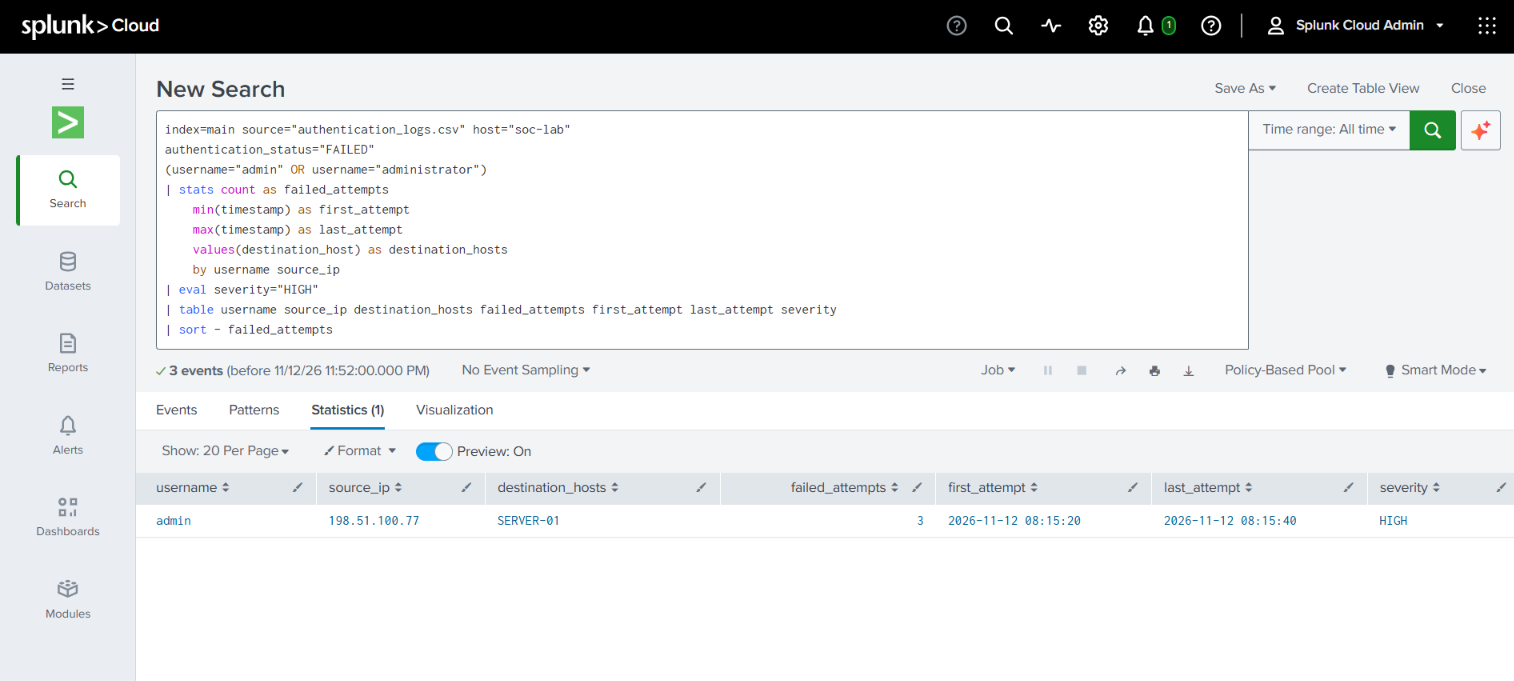 splunk>Cloud
1
Splunk Cloud Admin
New Search
Save As
Create Table View
Close
index=main source="authentication_logs.csv" host="soc-lab"
authentication_status="FAILED"
(username="admin" OR username="administrator")
| stats count as failed_attempts
min(timestamp) as first_attempt
max(timestamp) as last_attempt
values(destination_host) as destination_hosts
by username source_ip
| eval severity="HIGH"
| table username source_ip destination_hosts failed_attempts first_attempt last_attempt severity
| sort - failed_attempts
Time range: All time
Search
Datasets
Reports
Alerts
Dashboards
Modules
3 events (before 11/12/26 11:52:00.000 PM)
No Event Sampling
Job
Policy-Based Pool
Smart Mode
Events
Patterns
Statistics (1)
Visualization
Show: 20 Per Page
Format
Preview: On
username source_ip destination_hosts failed_attempts first_attempt last_attempt severity
admin 198.51.100.77 SERVER-01 3 2026-11-12 08:15:20 2026-11-12 08:15:40 HIGH